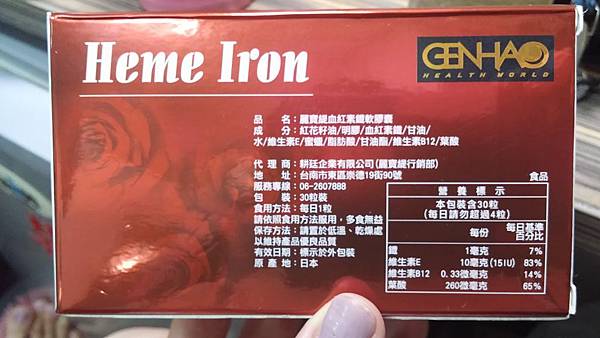 Heme Iron
GENHAO
HEALTH WORLD
品　名：麗寶緹血紅素鐵軟膠囊
成　分：紅花籽油/明膠/血紅素鐵/甘油/
水/維生素E/蜜蠟/脂肪酸/甘油酯/維生素B12/葉酸
代 理 商：耕廷企業有限公司(麗寶緹行銷部)
地　址：台南市東區崇德19街90號
服務專線：06-2607888
包　裝：30粒裝
食用方法：每日1粒
請依照食用方法服用，多食無益
保存方法：請置於低溫、乾燥處
以維持產品優良品質
有效日期：標示於外包裝
原 產 地：日本
食品
營 養 標 示
本包裝含30粒
(每日請勿超過4粒)
每份 每日基準百分比
鐵 1毫克 7%
維生素E 10毫克(15IU) 83%
維生素B12 0.33微毫克 14%
葉酸 260微毫克 65%